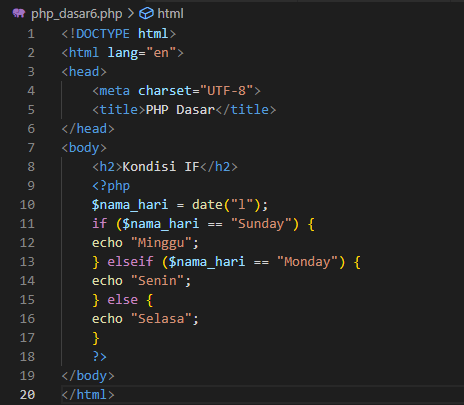 php_dasar6.php > html
1 <!DOCTYPE html>
2 <html lang="en">
3 <head>
4 <meta charset="UTF-8">
5 <title>PHP Dasar</title>
6 </head>
7 <body>
8 <h2>Kondisi IF</h2>
9 <?php
10 $nama_hari = date("l");
11 if ($nama_hari == "Sunday") {
12 echo "Minggu";
13 } elseif ($nama_hari == "Monday") {
14 echo "Senin";
15 } else {
16 echo "Selasa";
17 }
18 ?>
19 </body>
20 </html>